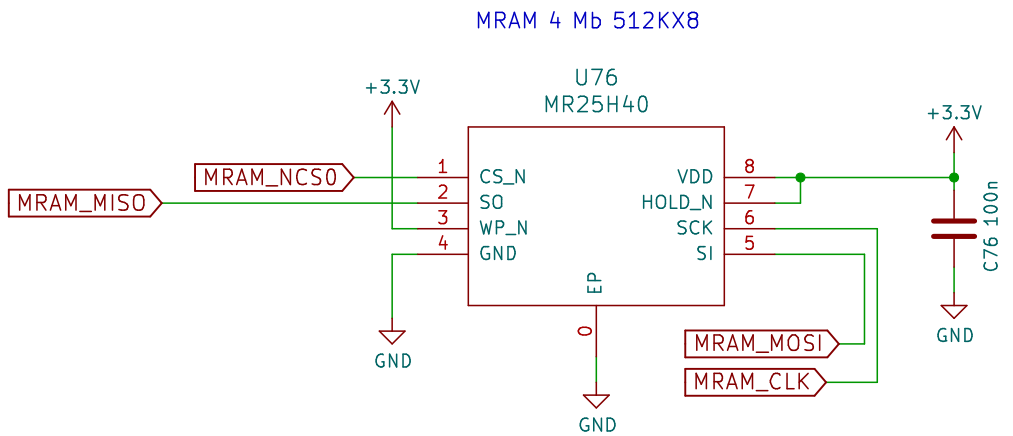 MRAM 4 Mb 512KX8
U76
MR25H40
+3.3V
+3.3V
MRAM_NCS0
MRAM_MISO
1 CS_N
2 SO
3 WP_N
4 GND
VDD 8
HOLD_N 7
SCK 6
SI 5
EP
0
C76 100n
GND
GND
GND
MRAM_MOSI
MRAM_CLK